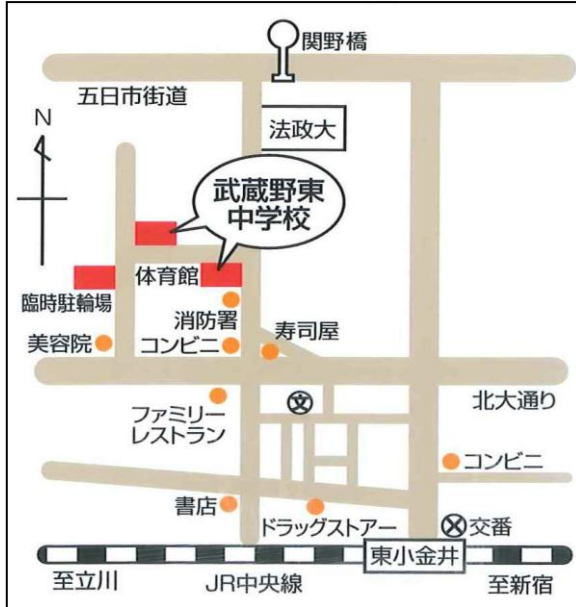 関野橋
五日市街道
N
法政大
武蔵野東
中学校
体育館
臨時駐輪場
消防署
寿司屋
美容院
コンビニ
北大通り
文
ファミリー
レストラン
コンビニ
書店
ドラッグストアー
交番
東小金井
至立川
JR中央線
至新宿